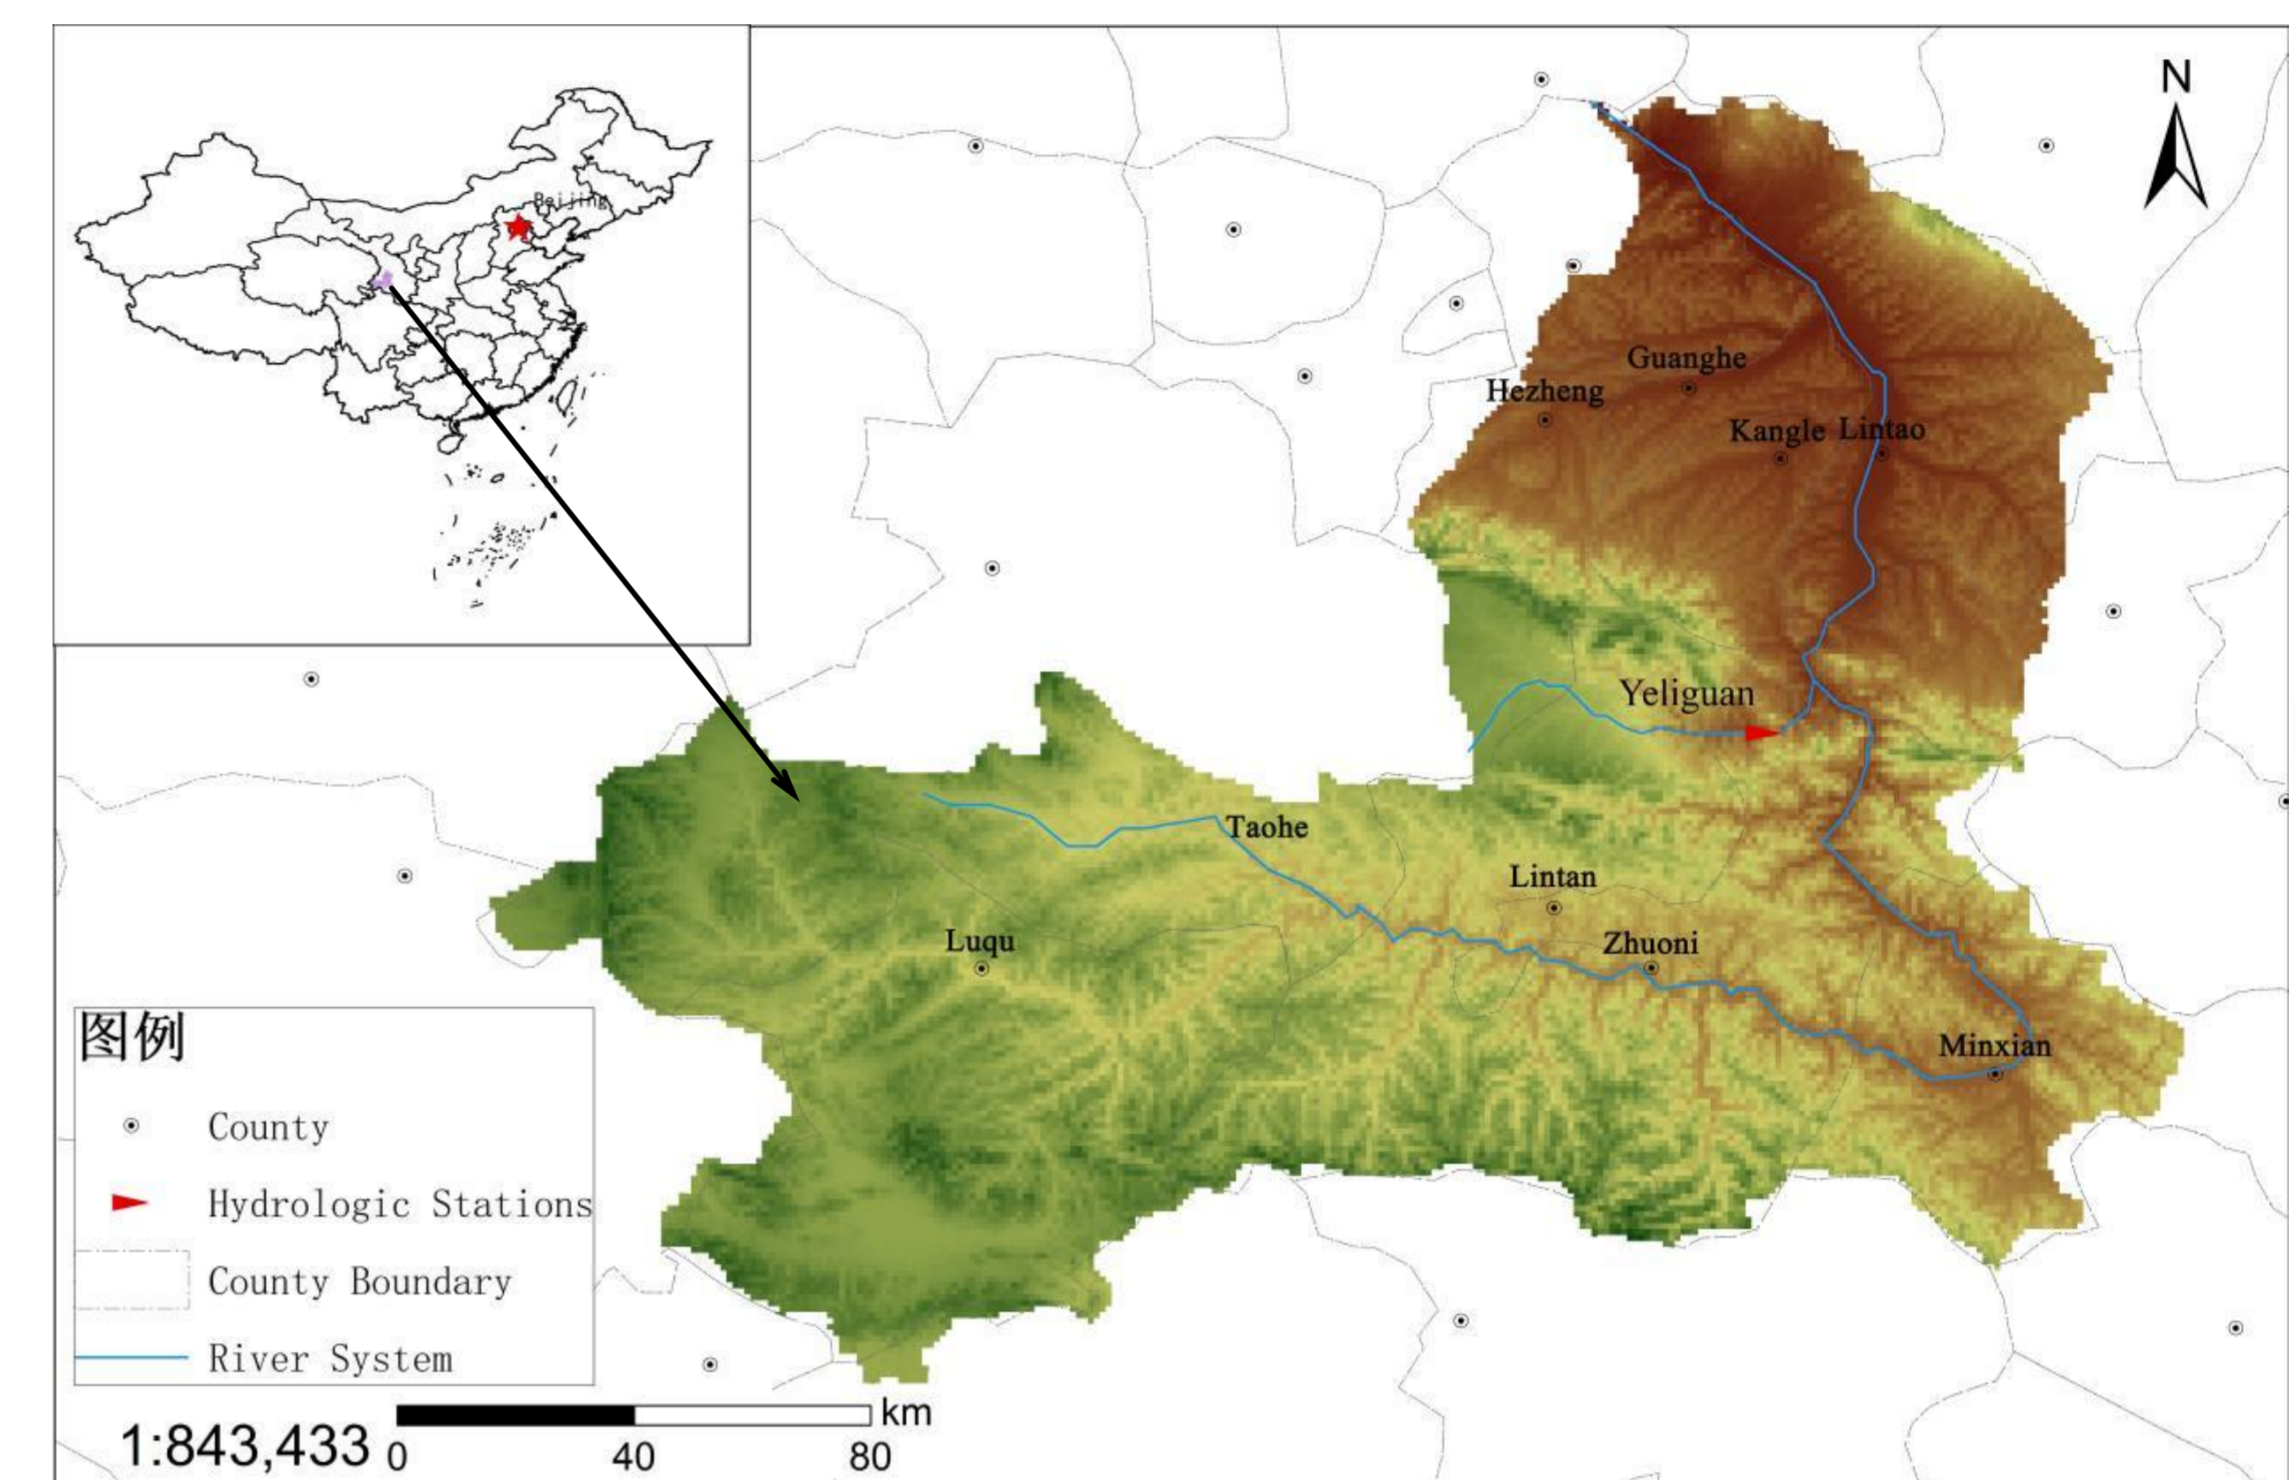 N
Beijing
Guanghe
Hezheng
Kangle Lintao
Yeliguan
Taohe
Lintan
Luqu
Zhuoni
Minxian
图例
County
Hydrologic Stations
County Boundary
River System
km
1:843,433
0 40 80